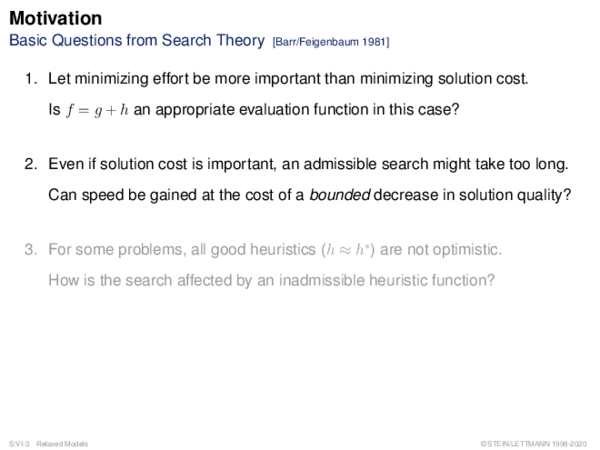 Motivation
Basic Questions from Search Theory [Barr/Feigenbaum 1981]
1. Let minimizing effort be more important than minimizing solution cost.
Is f = g + h an appropriate evaluation function in this case?
2. Even if solution cost is important, an admissible search might take too long.
Can speed be gained at the cost of a bounded decrease in solution quality?
3. For some problems, all good heuristics (h ≈ h*) are not optimistic.
How is the search affected by an inadmissible heuristic function?
S:VI-3 Relaxed Models
© STEIN/LETTMANN 1998-2020